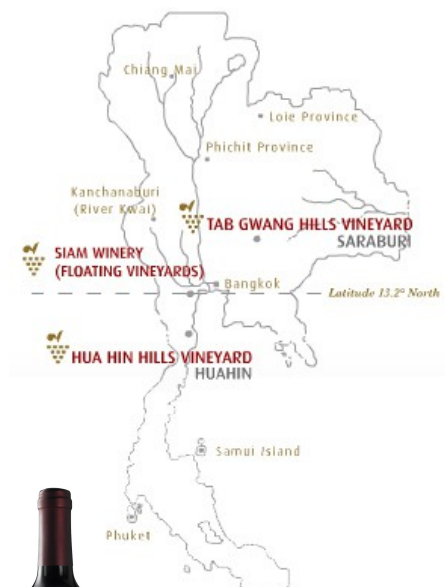 Chiang Mai
Loie Province
Phichit Province
Kanchanaburi
(River Kwai)
TAB GWANG HILLS VINEYARD
SARABURI
SIAM WINERY
(FLOATING VINEYARDS)
Bangkok
Latitude 13.2° North
HUA HIN HILLS VINEYARD
HUAHIN
Samui Island
Phuket